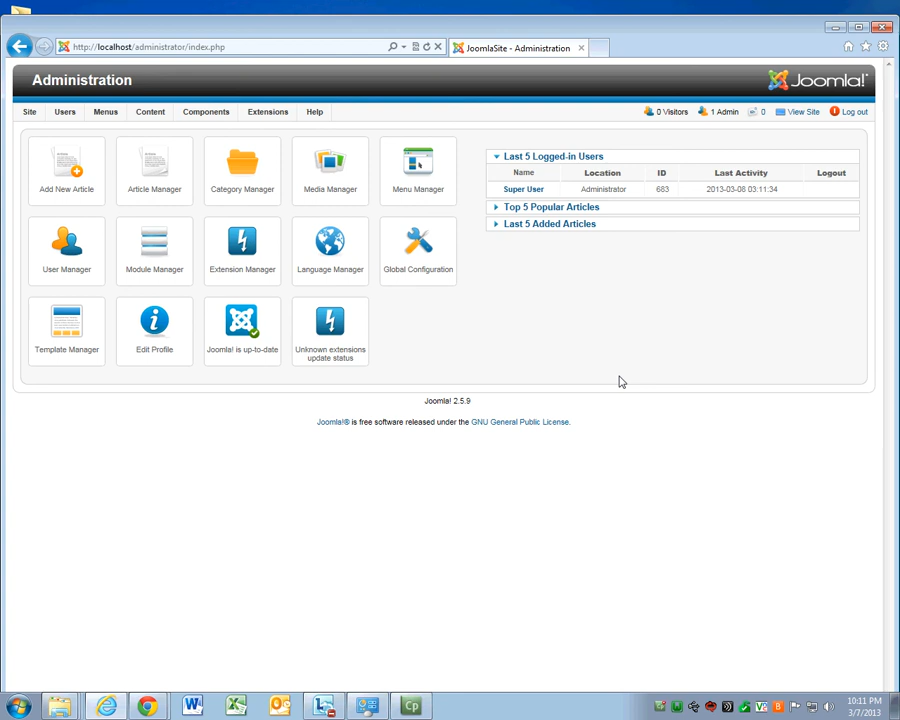 http://localhost/administrator/index.php
JoomlaSite - Administration
Administration
Joomla!
Site Users Menus Content Components Extensions Help
0 Visitors 1 Admin 0 View Site Log out
Add New Article
Article Manager
Category Manager
Media Manager
Menu Manager
User Manager
Module Manager
Extension Manager
Language Manager
Global Configuration
Template Manager
Edit Profile
Joomla! is up-to-date
Unknown extensions
update status
Last 5 Logged-in Users
Name Location ID Last Activity Logout
Super User Administrator 683 2013-03-08 03:11:34
Top 5 Popular Articles
Last 5 Added Articles
Joomla! 2.5.9
Joomla!® is free software released under the GNU General Public License.
Cp
10:11 PM
3/7/2013